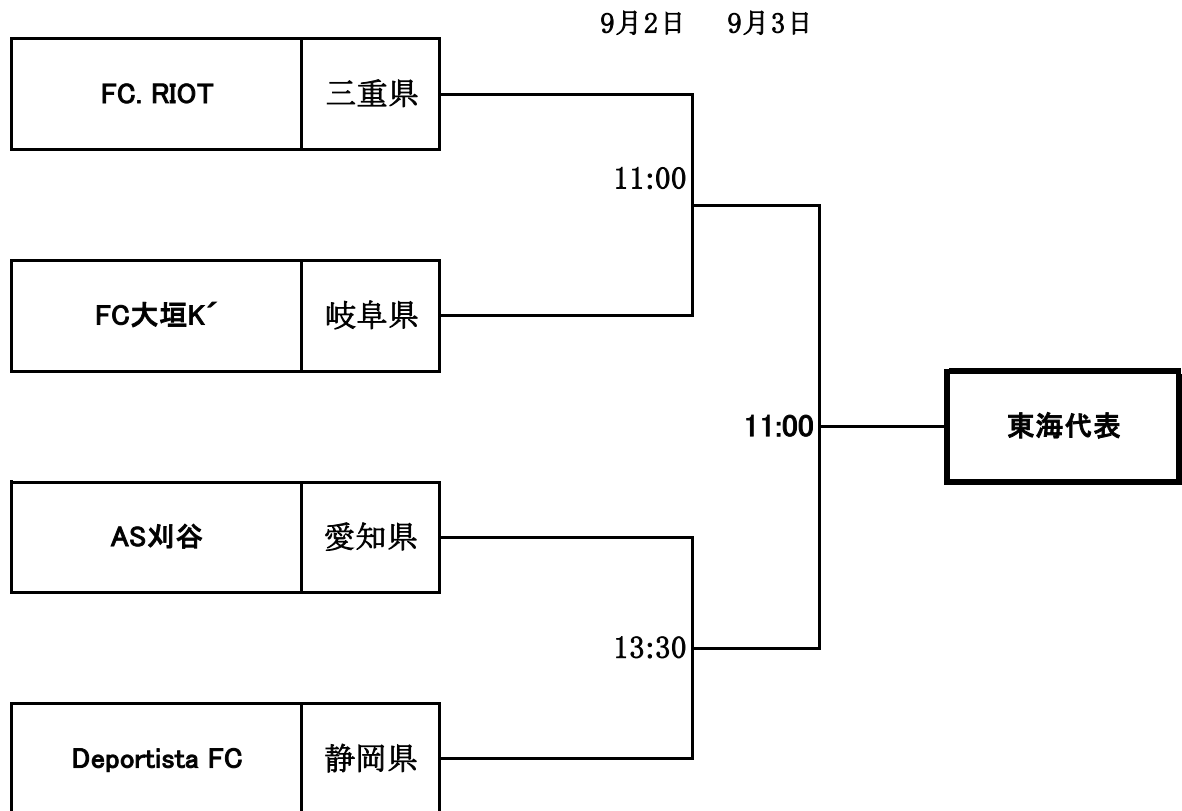 9月2日 9月3日
FC. RIOT 三重県
11:00
FC大垣K´ 岐阜県
11:00 東海代表
AS刈谷 愛知県
13:30
Deportista FC 静岡県